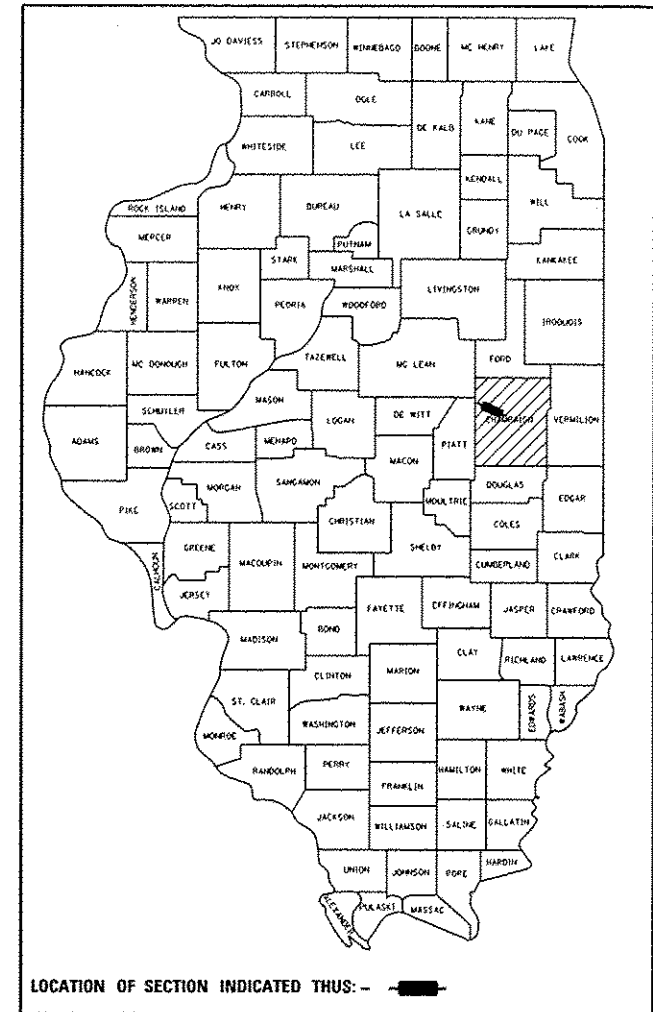 JO DAVIESS STEPHENSON WINNEBAGO BOONE MC HENRY LAKE
CARROLL OGLE
DE KALB KANE DU PAGE COOK
WHITESIDE LEE
KENDALL WILL
ROCK ISLAND HENRY BUREAU LA SALLE GRUNDY
MERCER PUTNAM
STARK MARSHALL KANKAKEE
HENDERSON WARREN KNOX PEORIA WOODFORD LIVINGSTON IROQUOIS
HANCOCK MC DONOUGH FULTON TAZEWELL MC LEAN FORD
SCHUYLER MASON LOGAN DE WITT CHAMPAIGN VERMILION
ADAMS BROWN CASS MENARD PIATT
MACON
MORGAN SANGAMON DOUGLAS EDGAR
PIKE SCOTT CHRISTIAN MOULTRIE COLES
CALHOUN GREENE MACOUPIN MONTGOMERY SHELBY CUMBERLAND CLARK
JERSEY FAYETTE EFFINGHAM JASPER CRAWFORD
MADISON BOND
CLAY RICHLAND LAWRENCE
CLINTON MARION
ST. CLAIR WAYNE EDWARDS WABASH
MONROE WASHINGTON JEFFERSON
RANDOLPH PERRY HAMILTON WHITE
FRANKLIN
JACKSON WILLIAMSON SALINE GALLATIN
HARDIN
UNION JOHNSON POPE
ALEXANDER PULASKI MASSAC
LOCATION OF SECTION INDICATED THUS: - -